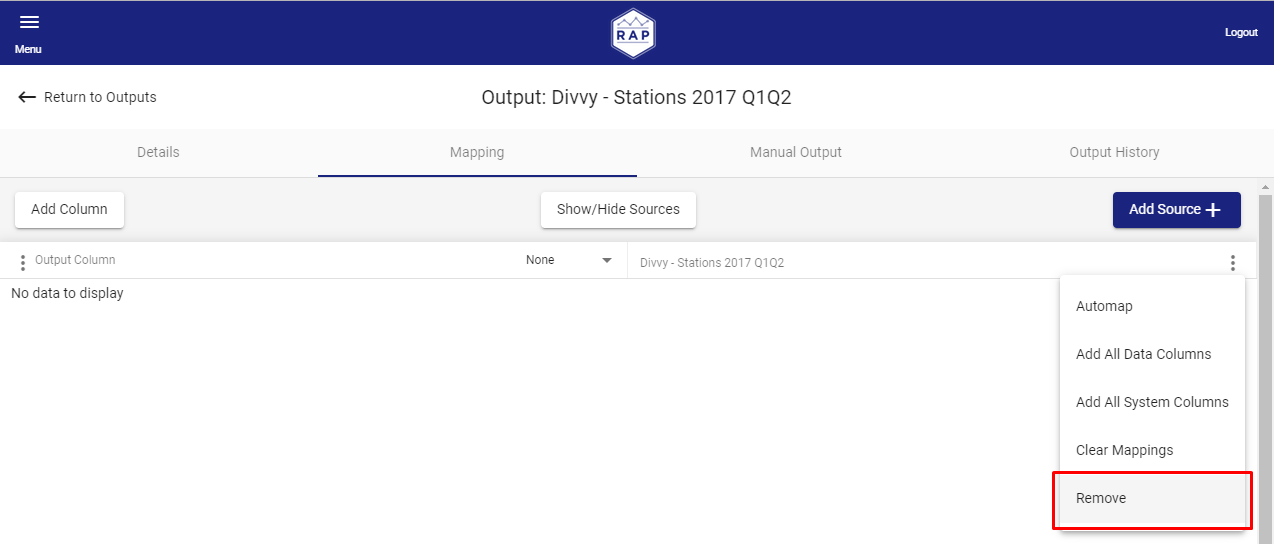 RAP
Menu
Logout
Return to Outputs
Output: Divvy - Stations 2017 Q1Q2
Details
Mapping
Manual Output
Output History
Add Column
Show/Hide Sources
Add Source
Output Column
None
Divvy - Stations 2017 Q1Q2
No data to display
Automap
Add All Data Columns
Add All System Columns
Clear Mappings
Remove